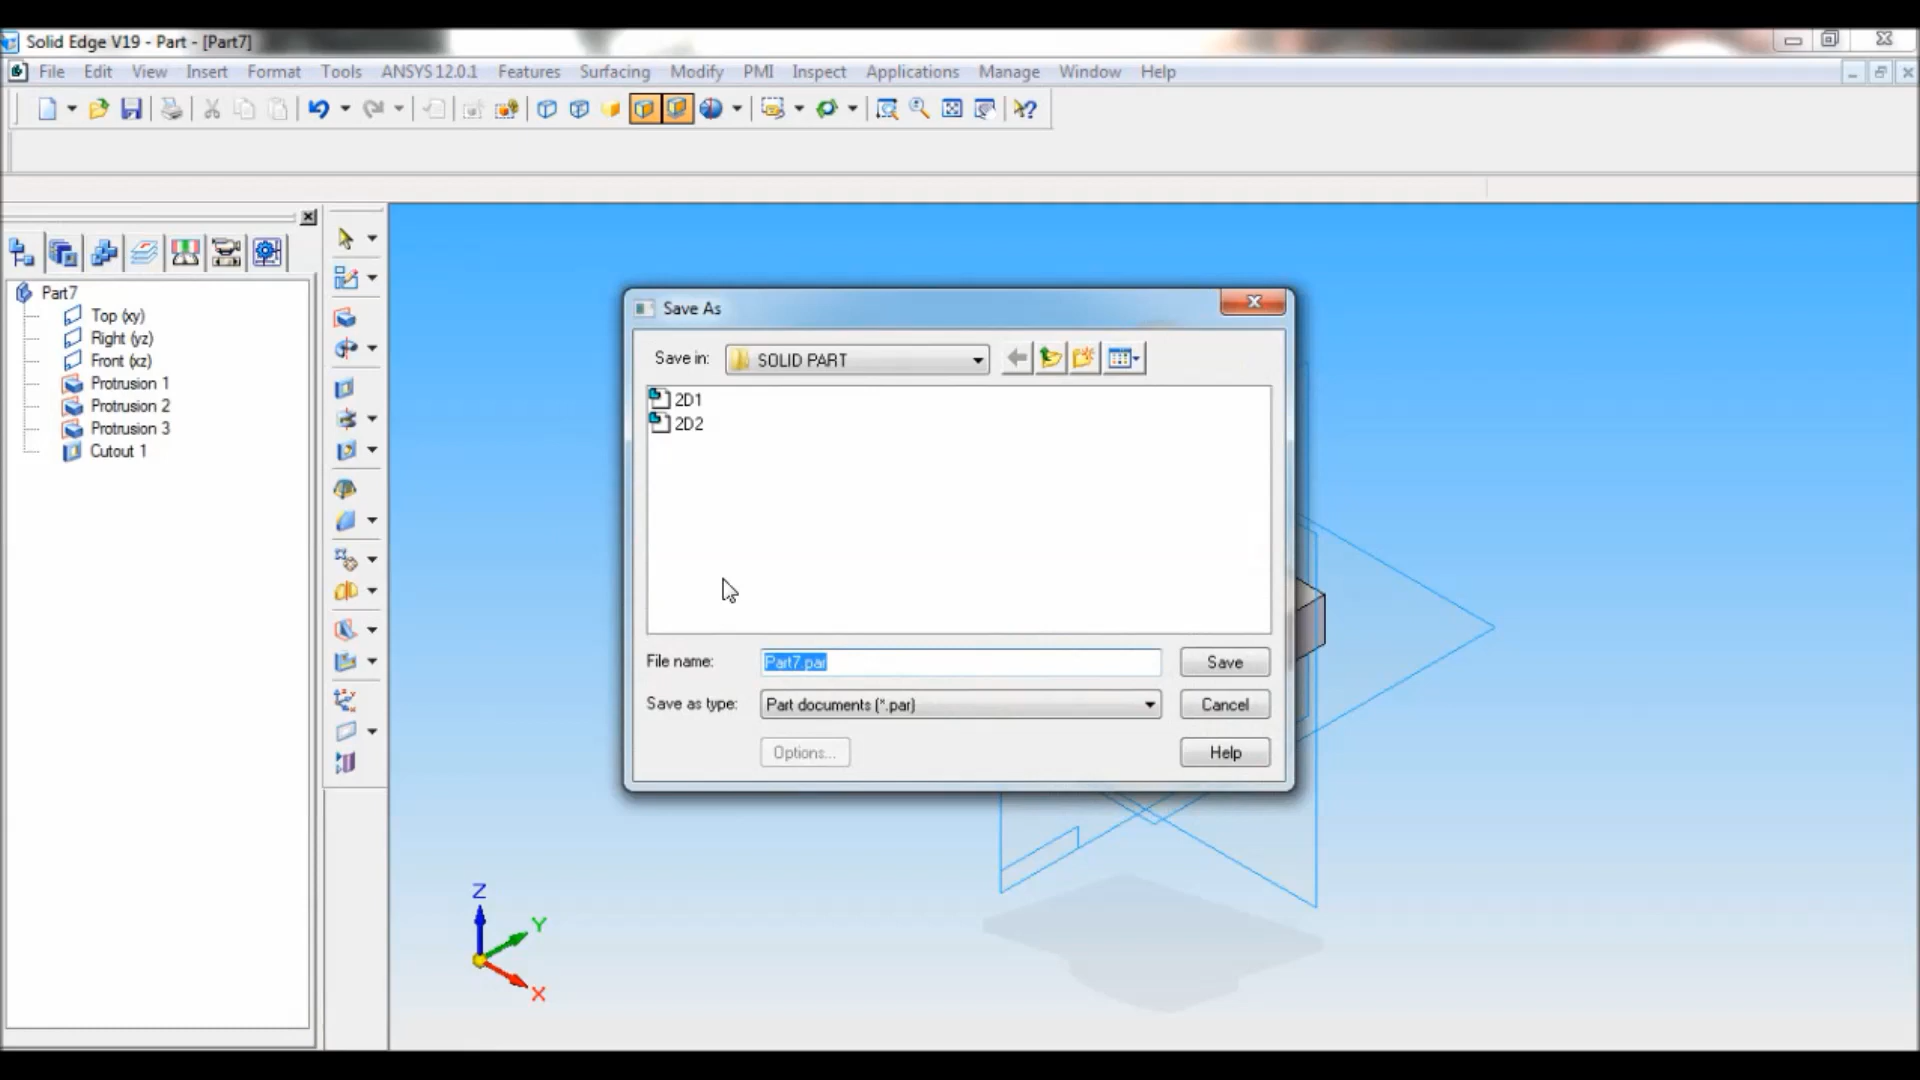 Solid Edge V19 - Part - [Part7]
File Edit View Insert Format Tools ANSYS 12.0.1 Features Surfacing Modify PMI Inspect Applications Manage Window Help
Part7
Top (xy)
Right (yz)
Front (xz)
Protrusion 1
Protrusion 2
Protrusion 3
Cutout 1
Save As
Save in: SOLID PART
2D1
2D2
File name: Part7.par Save
Save as type: Part documents (*.par) Cancel
Options... Help
Z
Y
X